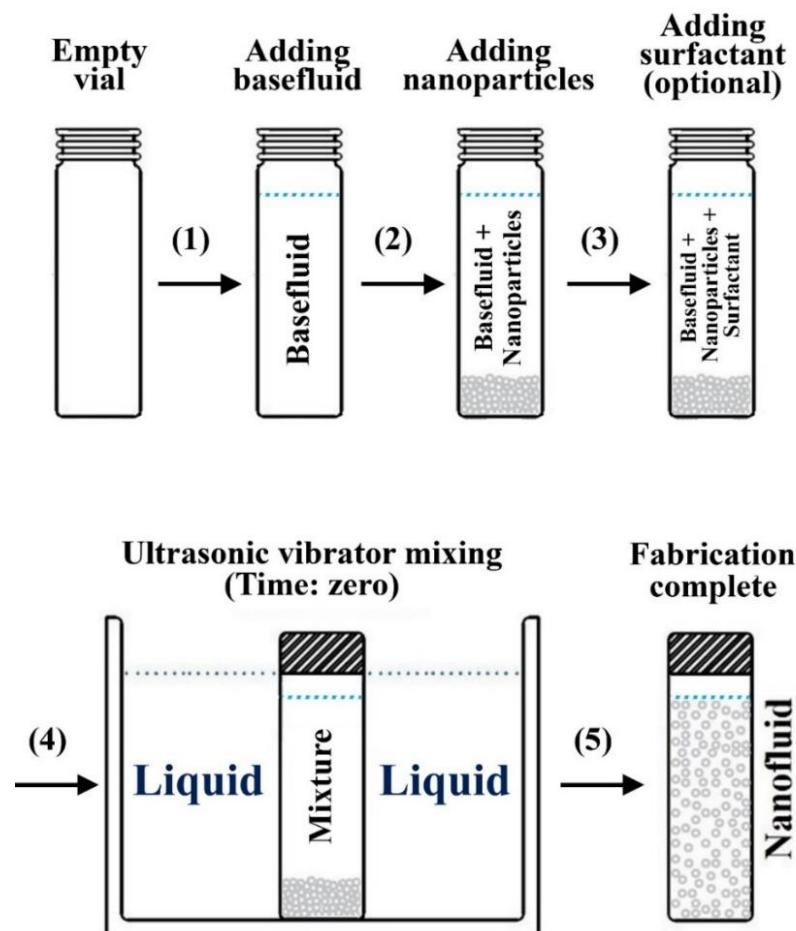 Empty
vial
Adding
basefluid
Adding
nanoparticles
Adding
surfactant
(optional)
(1)
(2)
(3)
Basefluid
Basefluid +
Nanoparticles
Basefluid +
Nanoparticles +
Surfactant
Ultrasonic vibrator mixing
(Time: zero)
Fabrication
complete
(4)
Liquid
Mixture
Liquid
(5)
Nanofluid